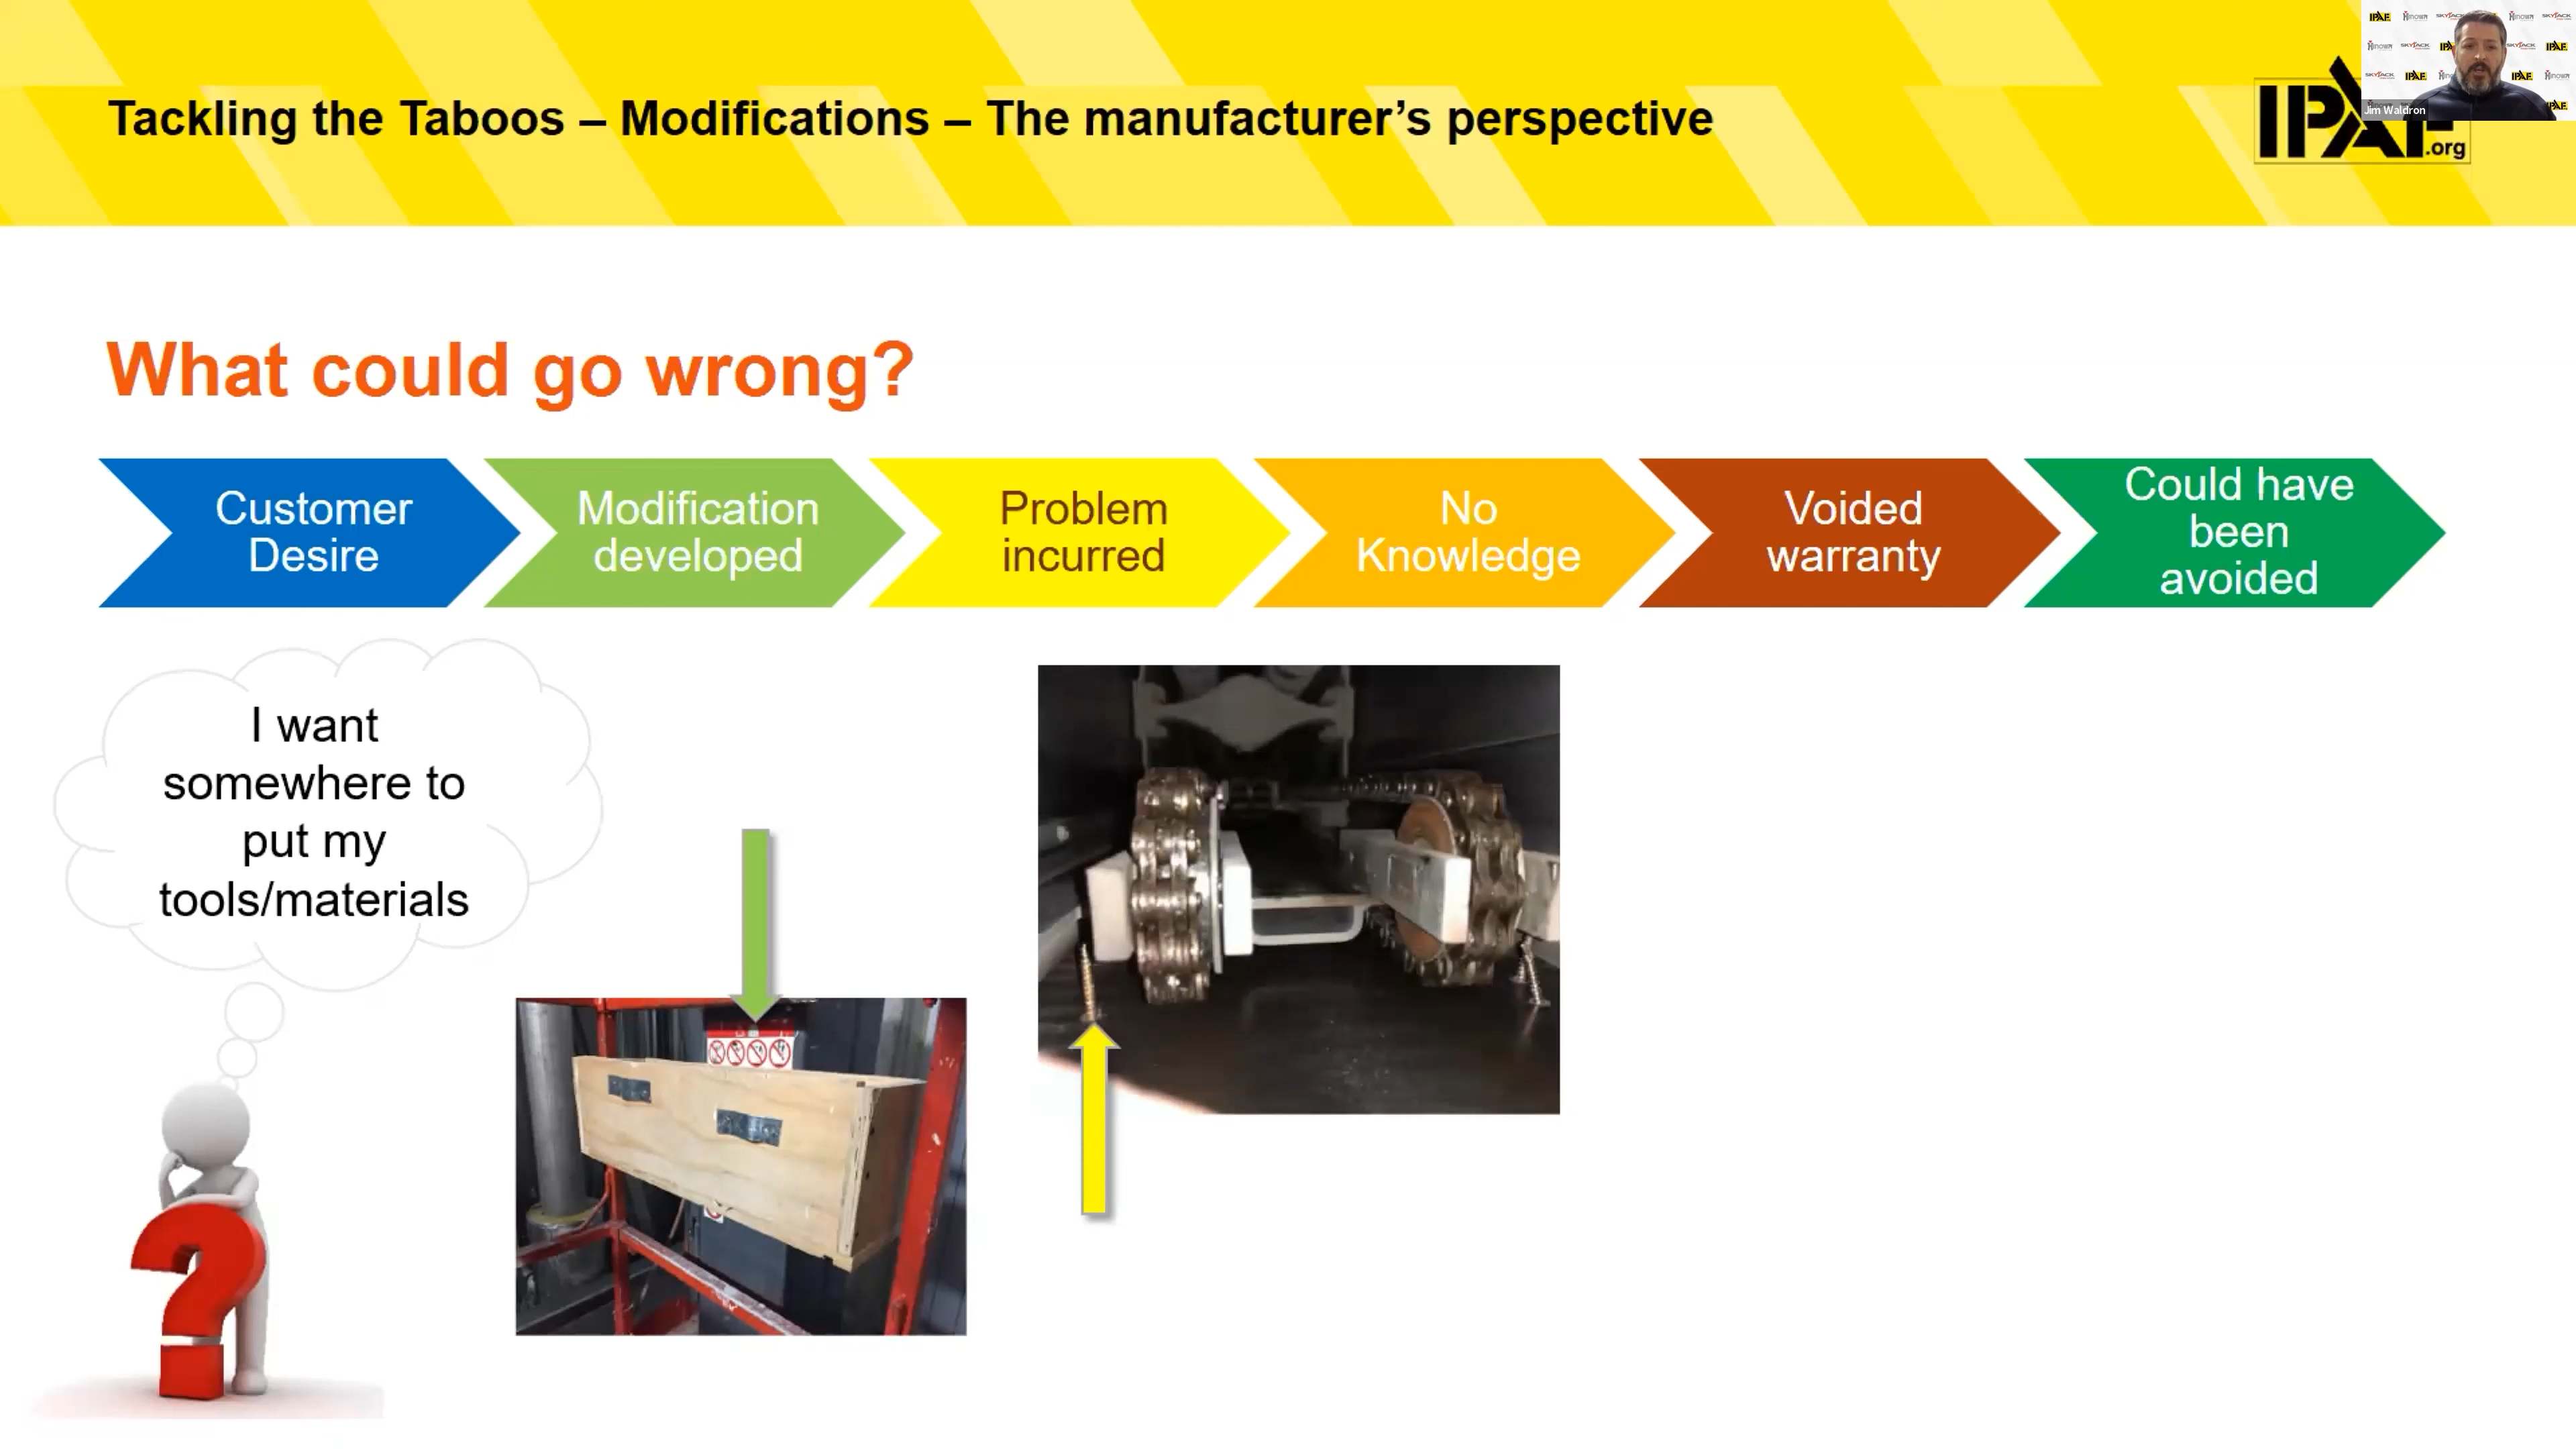 Tackling the Taboos – Modifications – The manufacturer's perspective
IPAF.org
Jim Waldron
What could go wrong?
Customer
Desire
Modification
developed
Problem
incurred
No
Knowledge
Voided
warranty
Could have
been
avoided
I want
somewhere to
put my
tools/materials